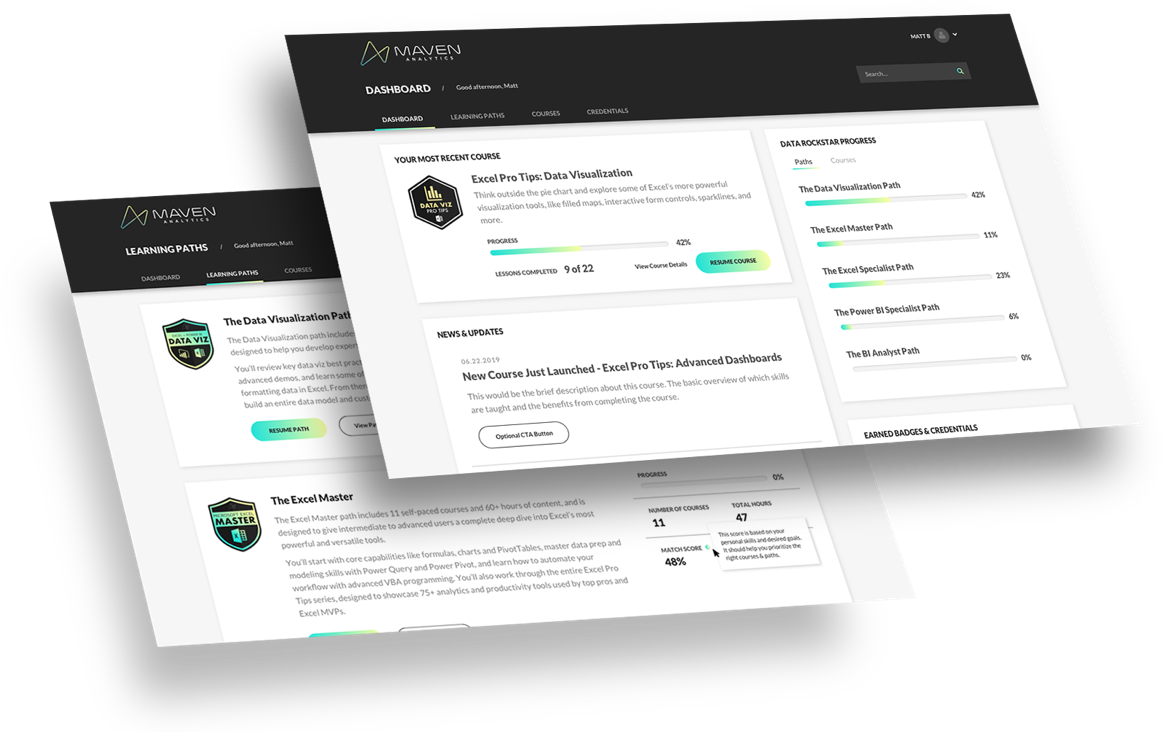 MAVEN
ANALYTICS
MATT B
DASHBOARD / Good afternoon, Matt
Search...
DASHBOARD LEARNING PATHS COURSES CREDENTIALS
YOUR MOST RECENT COURSE
DATA VIZ
PRO TIPS
Excel Pro Tips: Data Visualization
Think outside the pie chart and explore some of Excel's more powerful
visualization tools, like filled maps, interactive form controls, sparklines, and
more.
PROGRESS
42%
LESSONS COMPLETED 9 of 22
View Course Details
RESUME COURSE
NEWS & UPDATES
06.22.2019
New Course Just Launched - Excel Pro Tips: Advanced Dashboards
This would be the brief description about this course. The basic overview of which skills
are taught and the benefits from completing the course.
Optional CTA Button
DATA ROCKSTAR PROGRESS
Paths Courses
The Data Visualization Path
42%
The Excel Master Path
11%
The Excel Specialist Path
23%
The Power BI Specialist Path
6%
The BI Analyst Path
0%
EARNED BADGES & CREDENTIALS
MAVEN
ANALYTICS
LEARNING PATHS / Good afternoon, Matt
DASHBOARD LEARNING PATHS COURSES
DATA VIZ
The Data Visualization Path
The Data Visualization path include
designed to help you develop exper
You'll review key data viz best prac
advanced demos, and learn some of
formatting data in Excel. From ther
build an entire data model and cust
RESUME PATH
View Pa
MICROSOFT EXCEL
MASTER
The Excel Master
The Excel Master path includes 11 self-paced courses and 60+ hours of content, and is
designed to give intermediate to advanced users a complete deep dive into Excel's most
powerful and versatile tools.
You'll start with core capabilities like formulas, charts and PivotTables, master data prep and
modeling skills with Power Query and Power Pivot, and learn how to automate your
workflow with advanced VBA programming. You'll also work through the entire Excel Pro
Tips series, designed to showcase 75+ analytics and productivity tools used by top pros and
Excel MVPs.
PROGRESS
0%
NUMBER OF COURSES
11
TOTAL HOURS
47
MATCH SCORE
48%
This score is based on your
personal skills and desired goals.
It should help you prioritize the
right courses & paths.